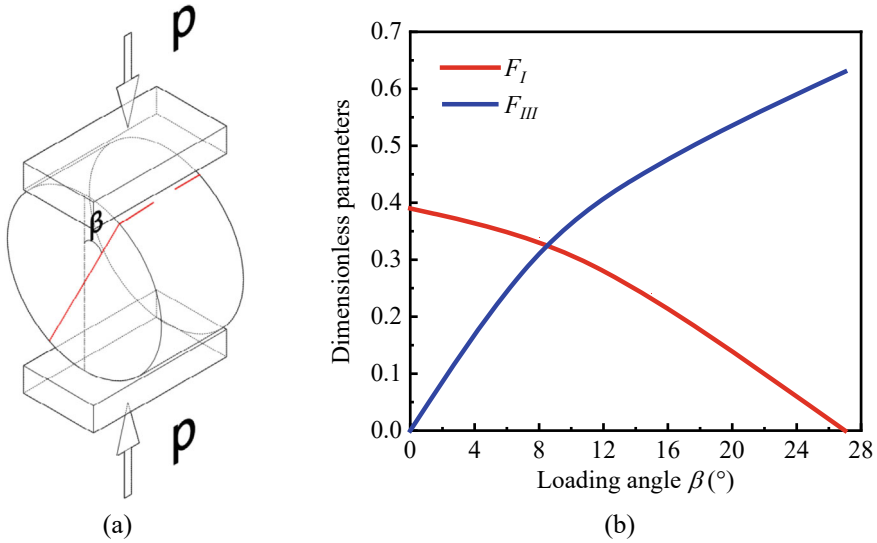 p
β
p
(a)
0.7
0.6
0.5
0.4
0.3
0.2
0.1
0.0
Dimensionless parameters
F_I
F_III
0 4 8 12 16 20 24 28
Loading angle β (°)
(b)